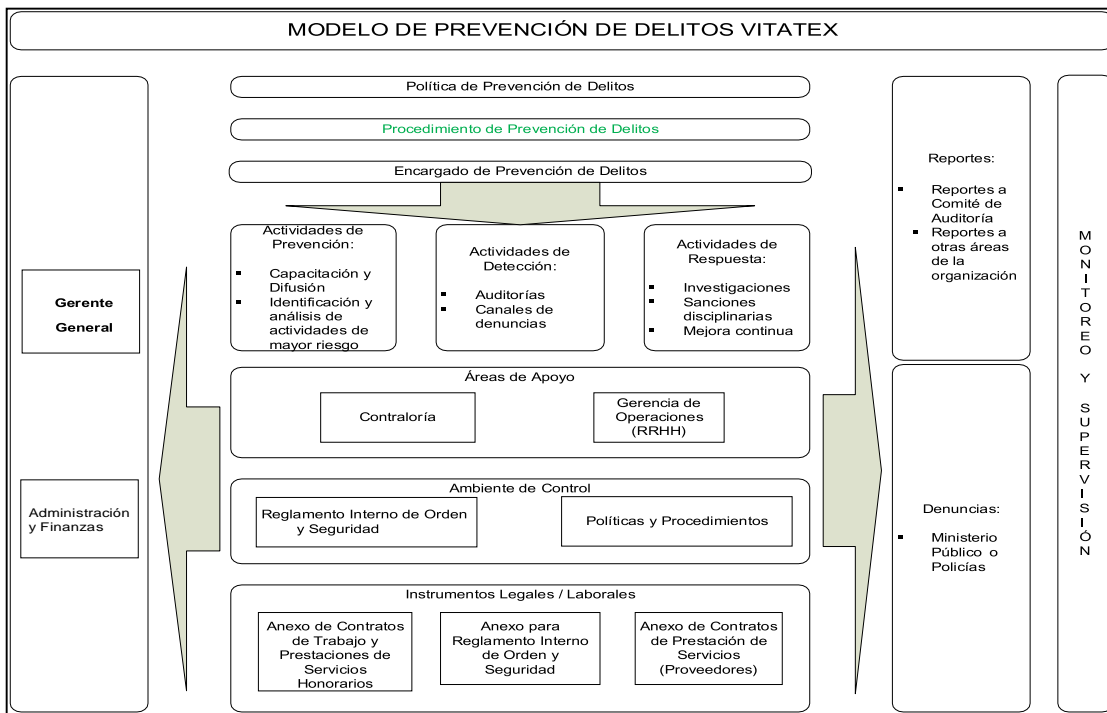 MODELO DE PREVENCIÓN DE DELITOS VITATEX
Gerente
General
Administración
y Finanzas
Política de Prevención de Delitos
Procedimiento de Prevención de Delitos
Encargado de Prevención de Delitos
Actividades de
Prevención:
▪ Capacitación y
Difusión
▪ Identificación y
análisis de
actividades de
mayor riesgo
Actividades de
Detección:
▪ Auditorías
▪ Canales de
denuncias
Actividades de
Respuesta:
▪ Investigaciones
▪ Sanciones
disciplinarias
▪ Mejora continua
Áreas de Apoyo
Contraloría
Gerencia de
Operaciones
(RRHH)
Ambiente de Control
Reglamento Interno de Orden
y Seguridad
Políticas y Procedimientos
Instrumentos Legales / Laborales
Anexo de Contratos
de Trabajo y
Prestaciones de
Servicios
Honorarios
Anexo para
Reglamento Interno
de Orden y
Seguridad
Anexo de Contratos
de Prestación de
Servicios
(Proveedores)
Reportes:
▪ Reportes a
Comité de
Auditoría
▪ Reportes a
otras áreas
de la
organización
Denuncias:
▪ Ministerio
Público o
Policías
MONITOREO Y SUPERVISIÓN